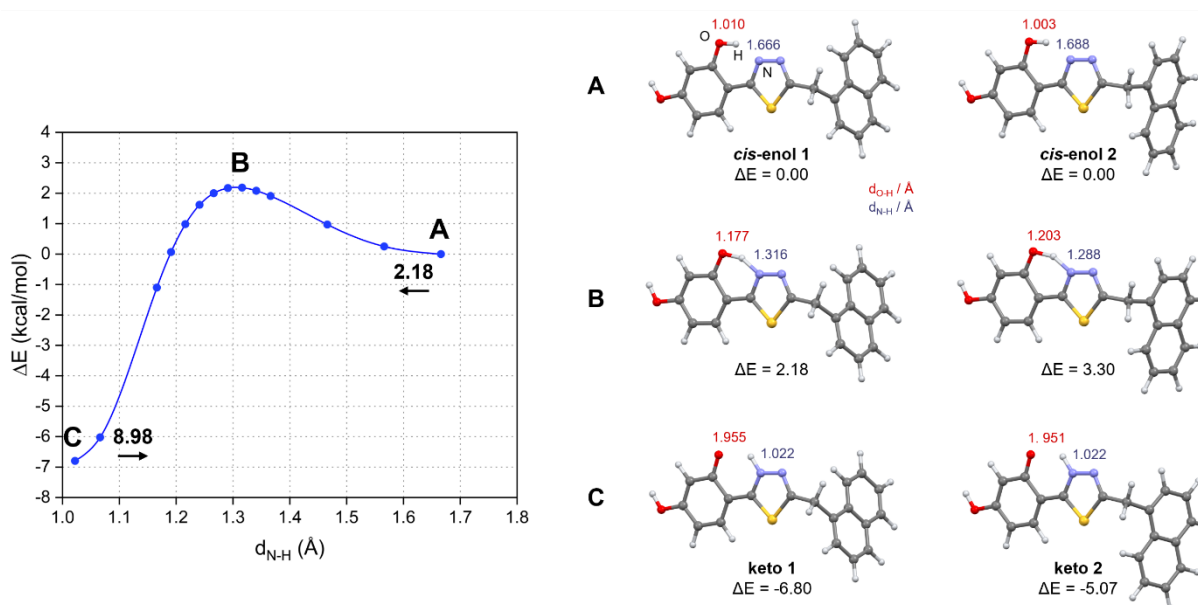 ΔE (kcal/mol)
4
3
2
1
0
-1
-2
-3
-4
-5
-6
-7
-8
B
A
2.18
C
8.98
1.0 1.1 1.2 1.3 1.4 1.5 1.6 1.7 1.8
d_N-H (Å)
A
1.010
O
H
1.666
N
cis-enol 1
ΔE = 0.00
1.003
1.688
cis-enol 2
ΔE = 0.00
d_O-H / Å
d_N-H / Å
B
1.177
1.316
ΔE = 2.18
1.203
1.288
ΔE = 3.30
C
1.955
1.022
keto 1
ΔE = -6.80
1.951
1.022
keto 2
ΔE = -5.07